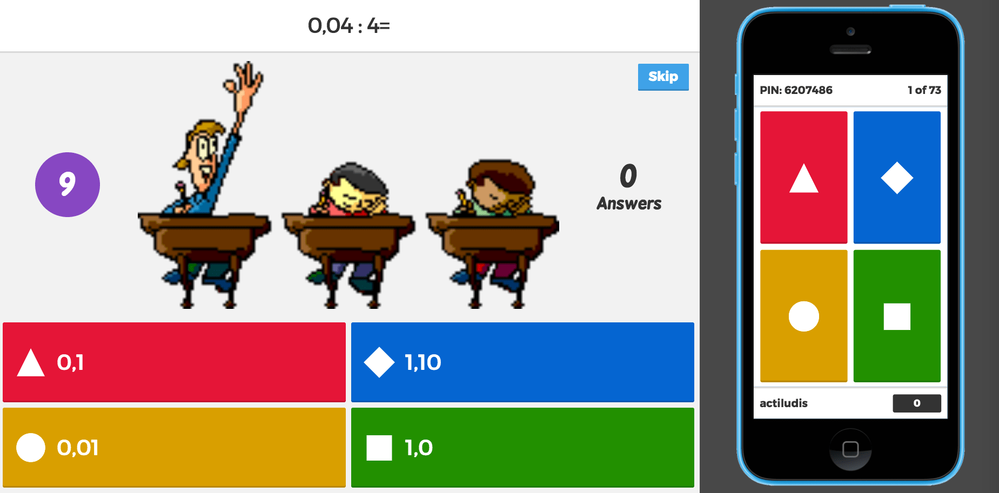 0,04 : 4=
Skip
9
0
Answers
0,1
1,10
0,01
1,0
PIN: 6207486
1 of 73
actiludis
0